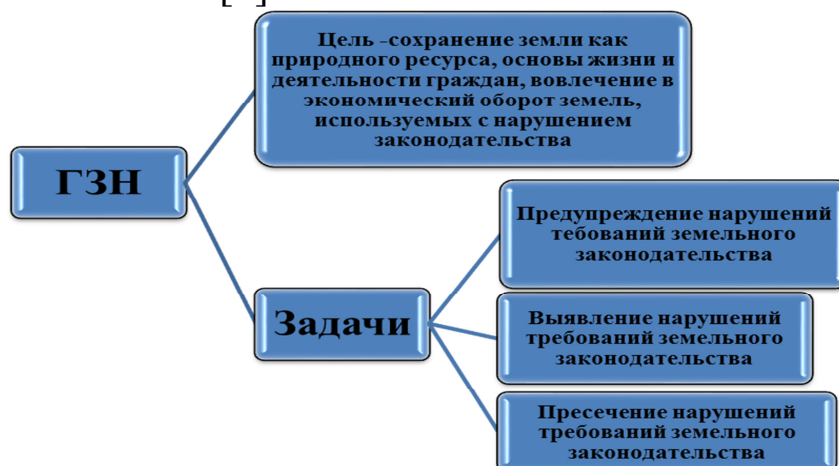 Цель -сохранение земли как
природного ресурса, основы жизни и
деятельности граждан, вовлечение в
экономический оборот земель,
используемых с нарушением
законодательства
ГЗН
Предупреждение нарушений
тебований земельного
законодательства
Задачи
Выявление нарушений
требований земельного
законодательства
Пресечение нарушений
требований земельного
законодательства